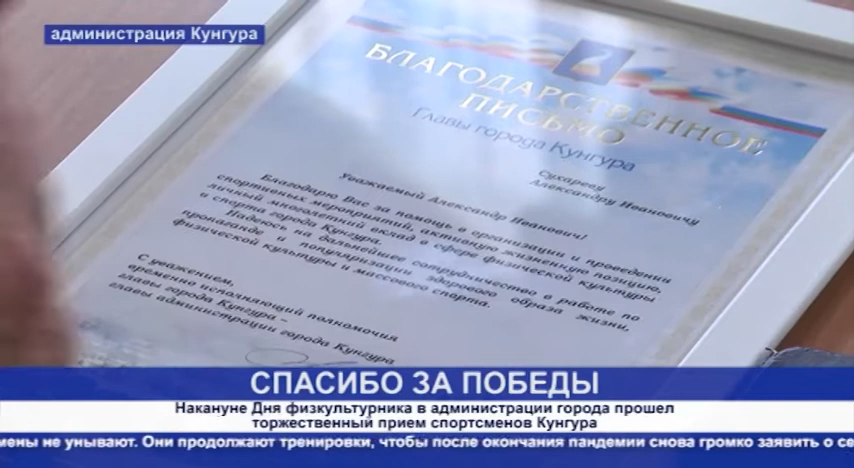 администрация Кунгура
БЛАГОДАРСТВЕННОЕ
ПИСЬМО
Главы города Кунгура
Сухареву
Александру Ивановичу
Уважаемый Александр Иванович!
Благодарю Вас за помощь в организации и проведении
спортивных мероприятий, активную жизненную позицию,
личный многолетний вклад в сфере физической культуры
и спорта города Кунгура.
Надеюсь на дальнейшее сотрудничество в работе по
пропаганде и популяризации здорового образа жизни,
физической культуры и массового спорта.
С уважением,
временно исполняющий полномочия
главы города Кунгура –
главы администрации города Кунгура
СПАСИБО ЗА ПОБЕДЫ
Накануне Дня физкультурника в администрации города прошел
торжественный прием спортсменов Кунгура
мены не унывают. Они продолжают тренировки, чтобы после окончания пандемии снова громко заявить о се